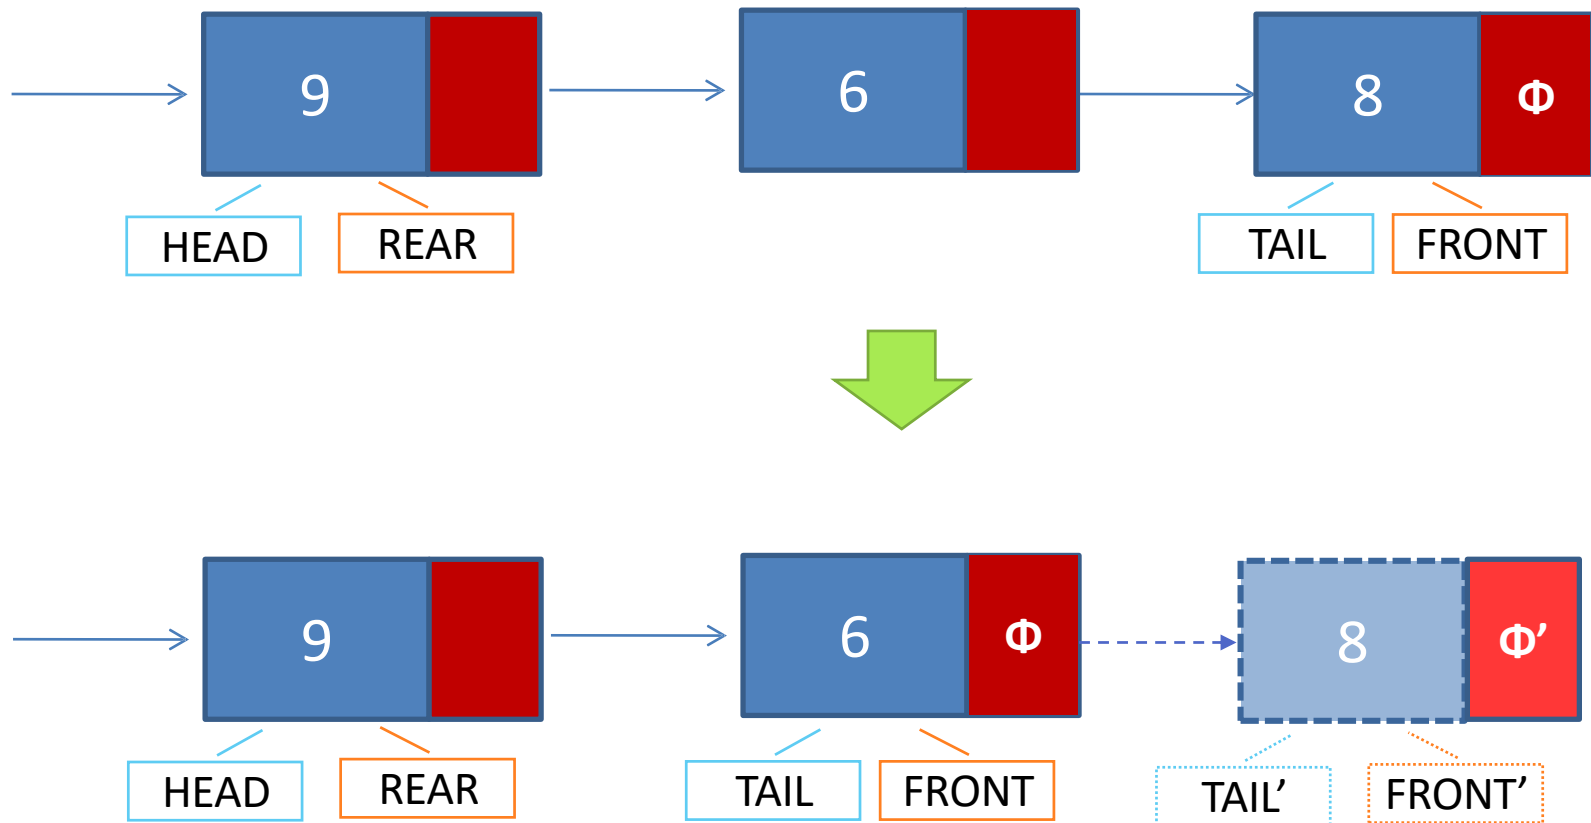 9 6 8 Φ
HEAD REAR TAIL FRONT
9 6 Φ 8 Φ’
HEAD REAR TAIL FRONT TAIL’ FRONT’